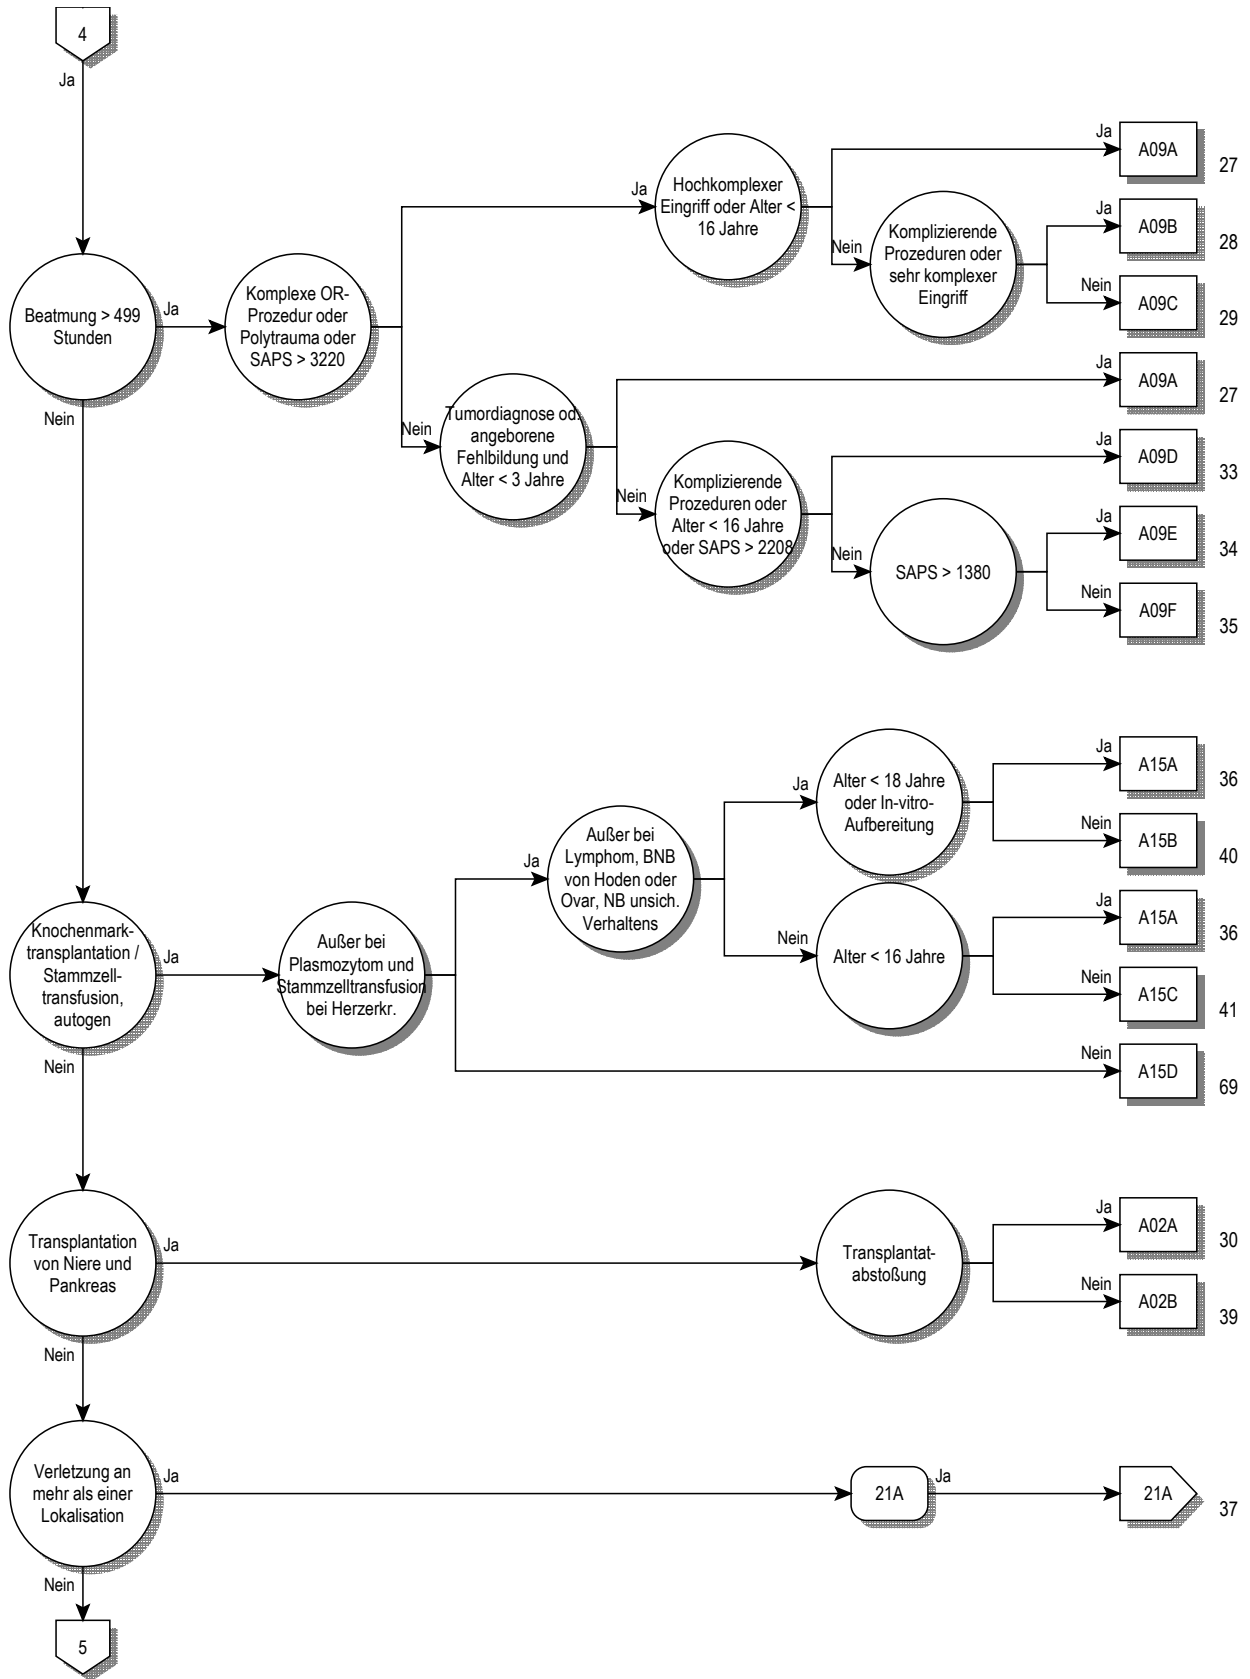 4
Ja
Beatmung > 499
Stunden
Ja
Nein
Komplexe OR-
Prozedur oder
Polytrauma oder
SAPS > 3220
Ja
Hochkomplexer
Eingriff oder Alter <
16 Jahre
Ja
A09A
27
Nein
Komplizierende
Prozeduren oder
sehr komplexer
Eingriff
Ja
A09B
28
Nein
A09C
29
Nein
Tumordiagnose od.
angeborene
Fehlbildung und
Alter < 3 Jahre
Ja
A09A
27
Nein
Komplizierende
Prozeduren oder
Alter < 16 Jahre
oder SAPS > 2208
Ja
A09D
33
Nein
SAPS > 1380
Ja
A09E
34
Nein
A09F
35
Knochenmark-
transplantation /
Stammzell-
transfusion,
autogen
Ja
Nein
Außer bei
Plasmozytom und
Stammzelltransfusion
bei Herzerkr.
Ja
Außer bei
Lymphom, BNB
von Hoden oder
Ovar, NB unsich.
Verhaltens
Ja
Alter < 18 Jahre
oder In-vitro-
Aufbereitung
Ja
A15A
36
Nein
A15B
40
Nein
Alter < 16 Jahre
Ja
A15A
36
Nein
A15C
41
Nein
A15D
69
Transplantation
von Niere und
Pankreas
Ja
Nein
Transplantat-
abstoßung
Ja
A02A
30
Nein
A02B
39
Verletzung an
mehr als einer
Lokalisation
Ja
21A
Ja
21A
37
Nein
5